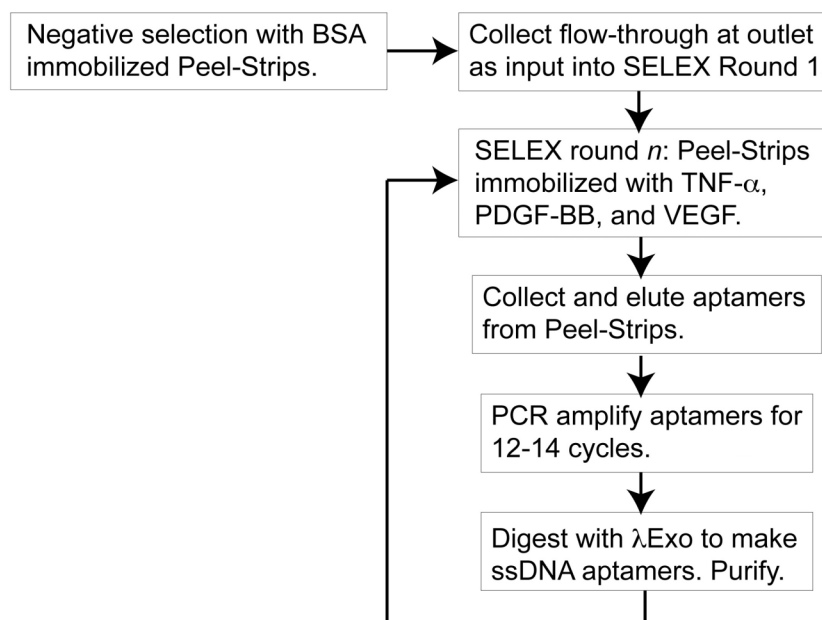 Negative selection with BSA
immobilized Peel-Strips.
Collect flow-through at outlet
as input into SELEX Round 1
SELEX round n: Peel-Strips
immobilized with TNF-α,
PDGF-BB, and VEGF.
Collect and elute aptamers
from Peel-Strips.
PCR amplify aptamers for
12-14 cycles.
Digest with λExo to make
ssDNA aptamers. Purify.